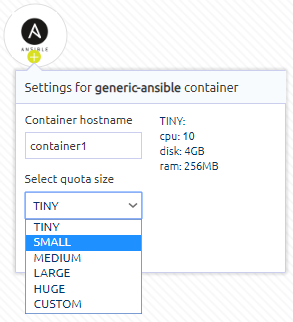 ANSIBLE
Settings for generic-ansible container
Container hostname
container1
Select quota size
TINY
TINY
SMALL
MEDIUM
LARGE
HUGE
CUSTOM
TINY:
cpu: 10
disk: 4GB
ram: 256MB